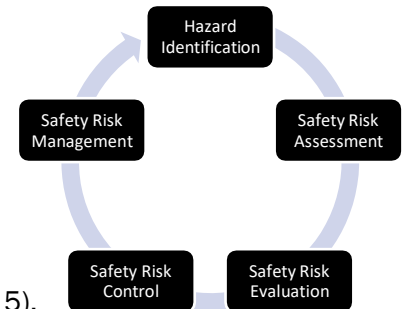 Hazard
Identification
Safety Risk
Assessment
Safety Risk
Evaluation
Safety Risk
Control
Safety Risk
Management
5).